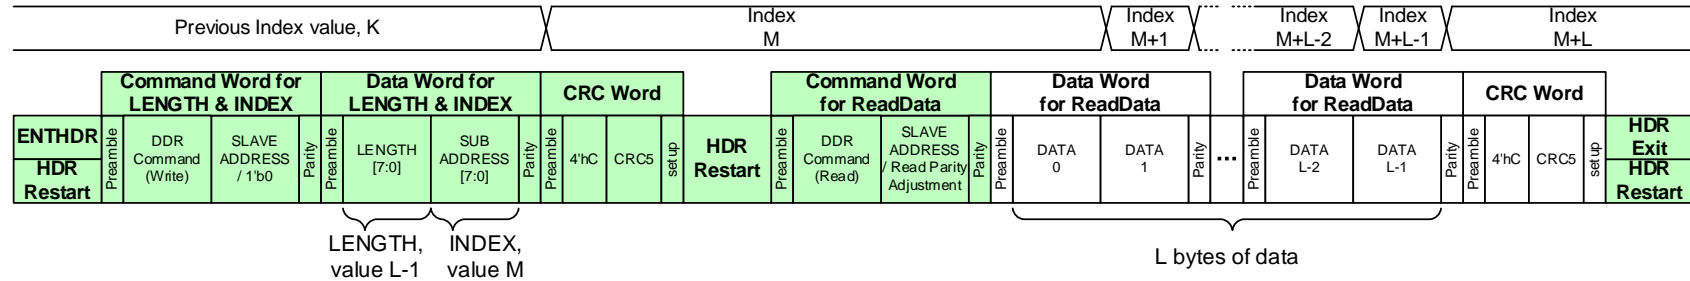 Previous Index value, K
Index
M
Index
M+1
Index
M+L-2
Index
M+L-1
Index
M+L
Command Word for
LENGTH & INDEX
Data Word for
LENGTH & INDEX
CRC Word
Command Word
for ReadData
Data Word
for ReadData
Data Word
for ReadData
CRC Word
ENTHDR
HDR
Restart
Preamble
DDR
Command
(Write)
SLAVE
ADDRESS
/ 1'b0
Parity
Preamble
LENGTH
[7:0]
SUB
ADDRESS
[7:0]
Parity
Preamble
4'hC
CRC5
setup
HDR
Restart
Preamble
DDR
Command
(Read)
SLAVE
ADDRESS
/ Read Parity
Adjustment
Parity
Preamble
DATA
0
DATA
1
Parity
...
Preamble
DATA
L-2
DATA
L-1
Parity
Preamble
4'hC
CRC5
setup
HDR
Exit
HDR
Restart
LENGTH,
value L-1
INDEX,
value M
L bytes of data